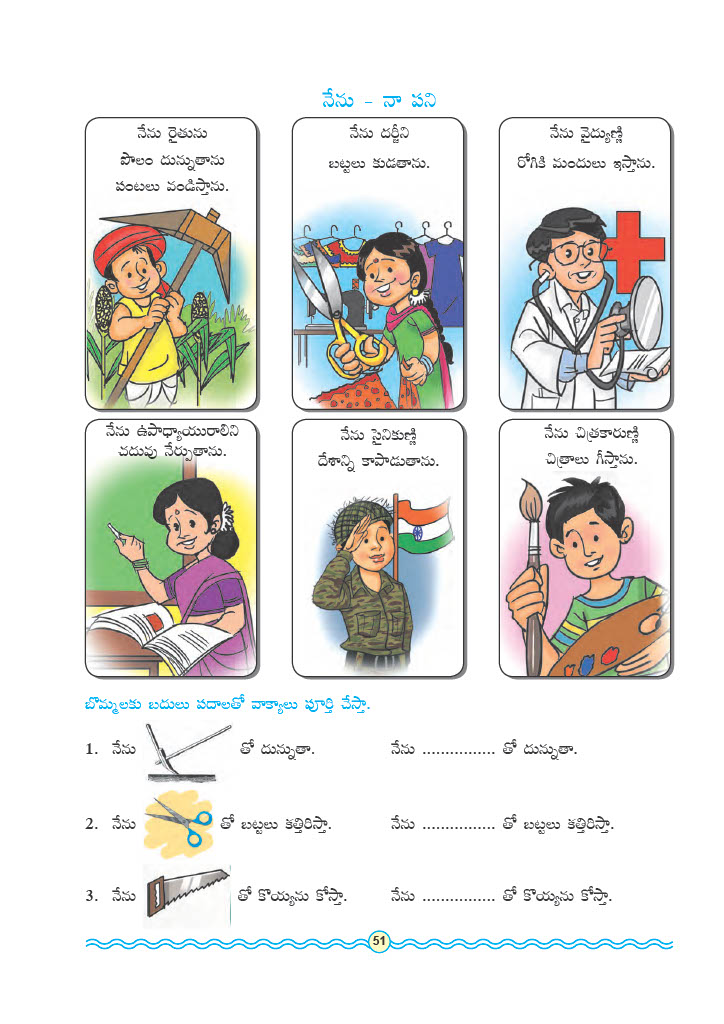 నేను - నా పని
నేను రైతును
పొలం దున్నుతాను
పంటలు వండిస్తాను.
నేను దర్జీని
బట్టలు కుడతాను.
నేను వైద్యుణ్ణి
రోగికి మందులు ఇస్తాను.
నేను ఉపాధ్యాయురాలిని
చదువు నేర్పుతాను.
నేను సైనికుణ్ణి
దేశాన్ని కాపాడుతాను.
నేను చిత్రకారుణ్ణి
చిత్రాలు గీస్తాను.
బొమ్మలకు బదులు పదాలతో వాక్యాలు పూర్తి చేస్తా.
1. నేను తో దున్నుతా. నేను ................ తో దున్నుతా.
2. నేను తో బట్టలు కత్తిరిస్తా. నేను ................ తో బట్టలు కత్తిరిస్తా.
3. నేను తో కొయ్యను కోస్తా. నేను ................ తో కొయ్యను కోస్తా.
51